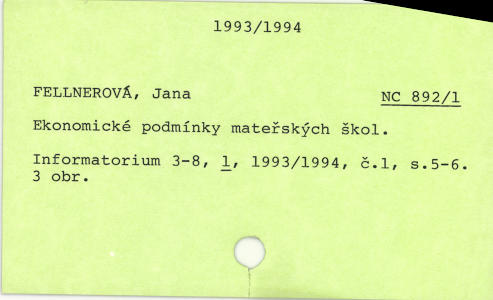 1993/1994
FELLNEROVÁ, Jana NC 892/1
Ekonomické podmínky mateřských škol.
Informatorium 3-8, 1, 1993/1994, č.1, s.5-6.
3 obr.